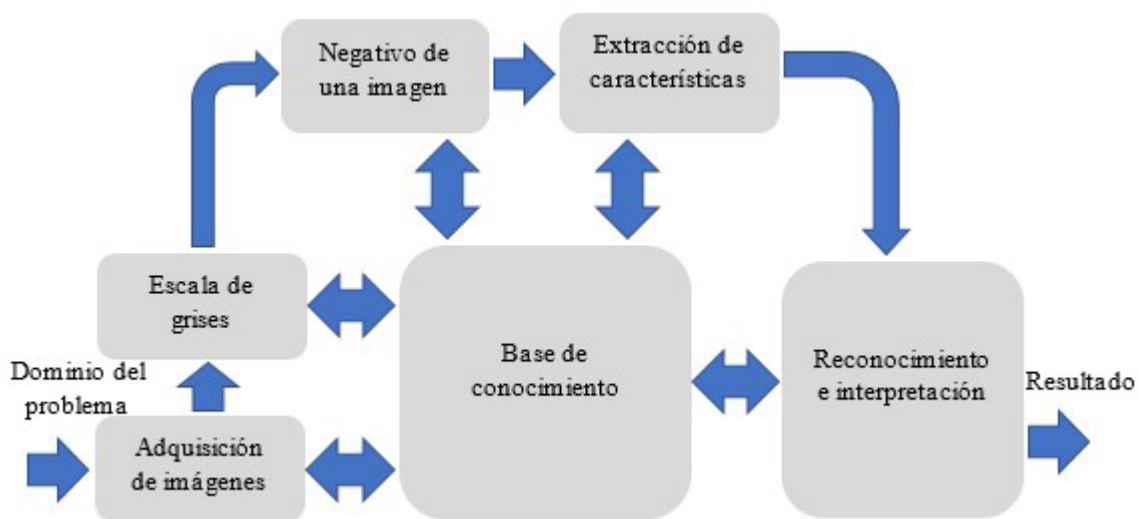 Negativo de
una imagen
Extracción de
características
Escala de
grises
Base de
conocimiento
Reconocimiento
e interpretación
Dominio del
problema
Resultado
Adquisición
de imágenes